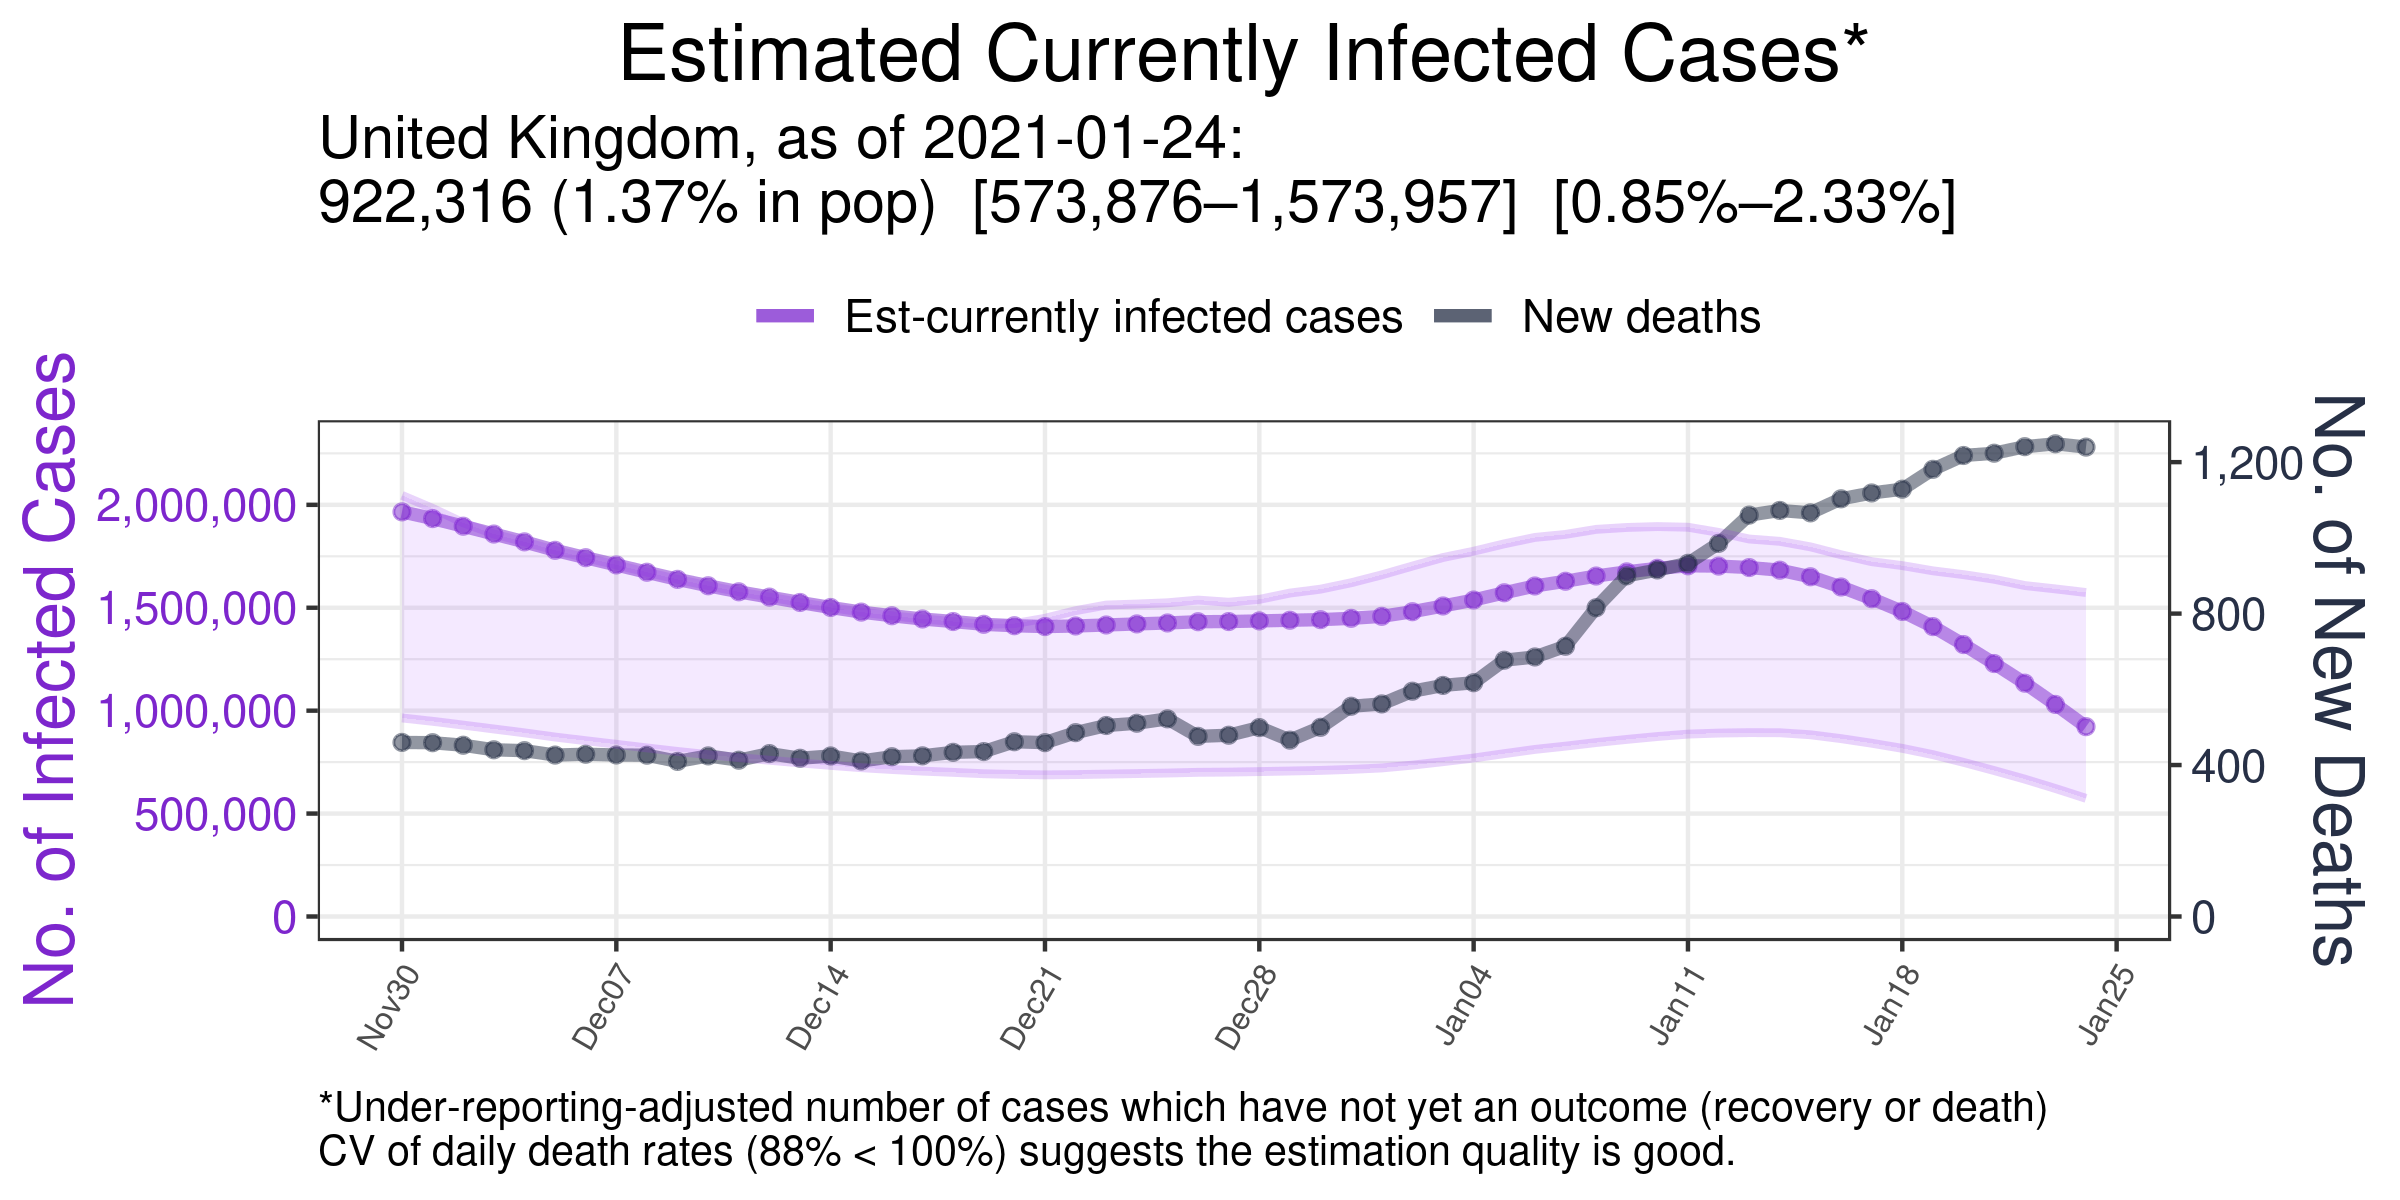 Estimated Currently Infected Cases*
United Kingdom, as of 2021-01-24:
922,316 (1.37% in pop)  [573,876–1,573,957]  [0.85%–2.33%]
Est-currently infected cases
New deaths
No. of Infected Cases
2,000,000
1,500,000
1,000,000
500,000
0
1,200
800
400
0
No. of New Deaths
Nov30
Dec07
Dec14
Dec21
Dec28
Jan04
Jan11
Jan18
Jan25
*Under-reporting-adjusted number of cases which have not yet an outcome (recovery or death)
CV of daily death rates (88% < 100%) suggests the estimation quality is good.